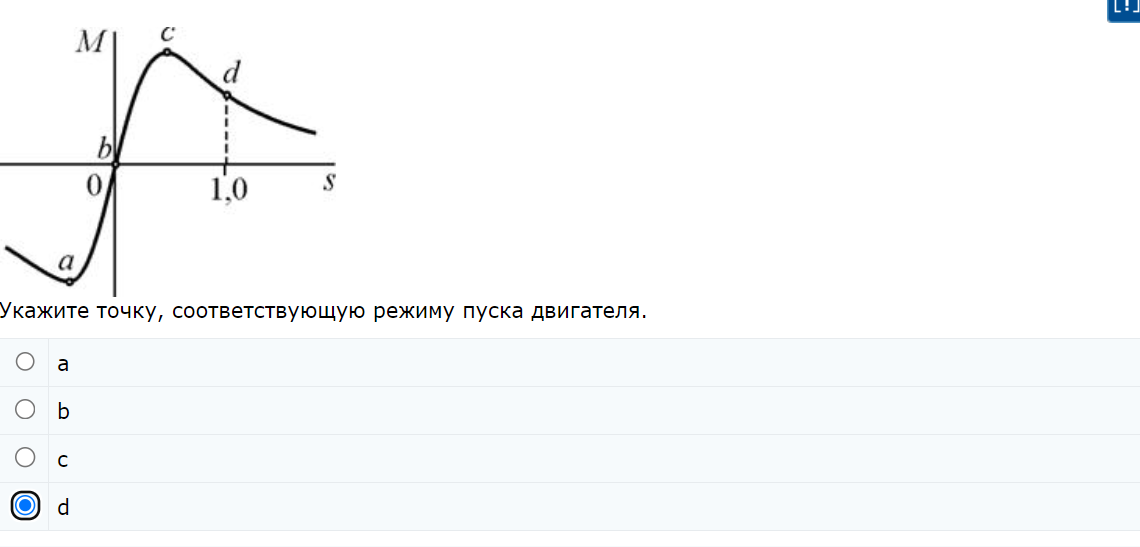 [!]
M
c
d
b
0
1,0
s
a
Укажите точку, соответствующую режиму пуска двигателя.
a
b
c
d